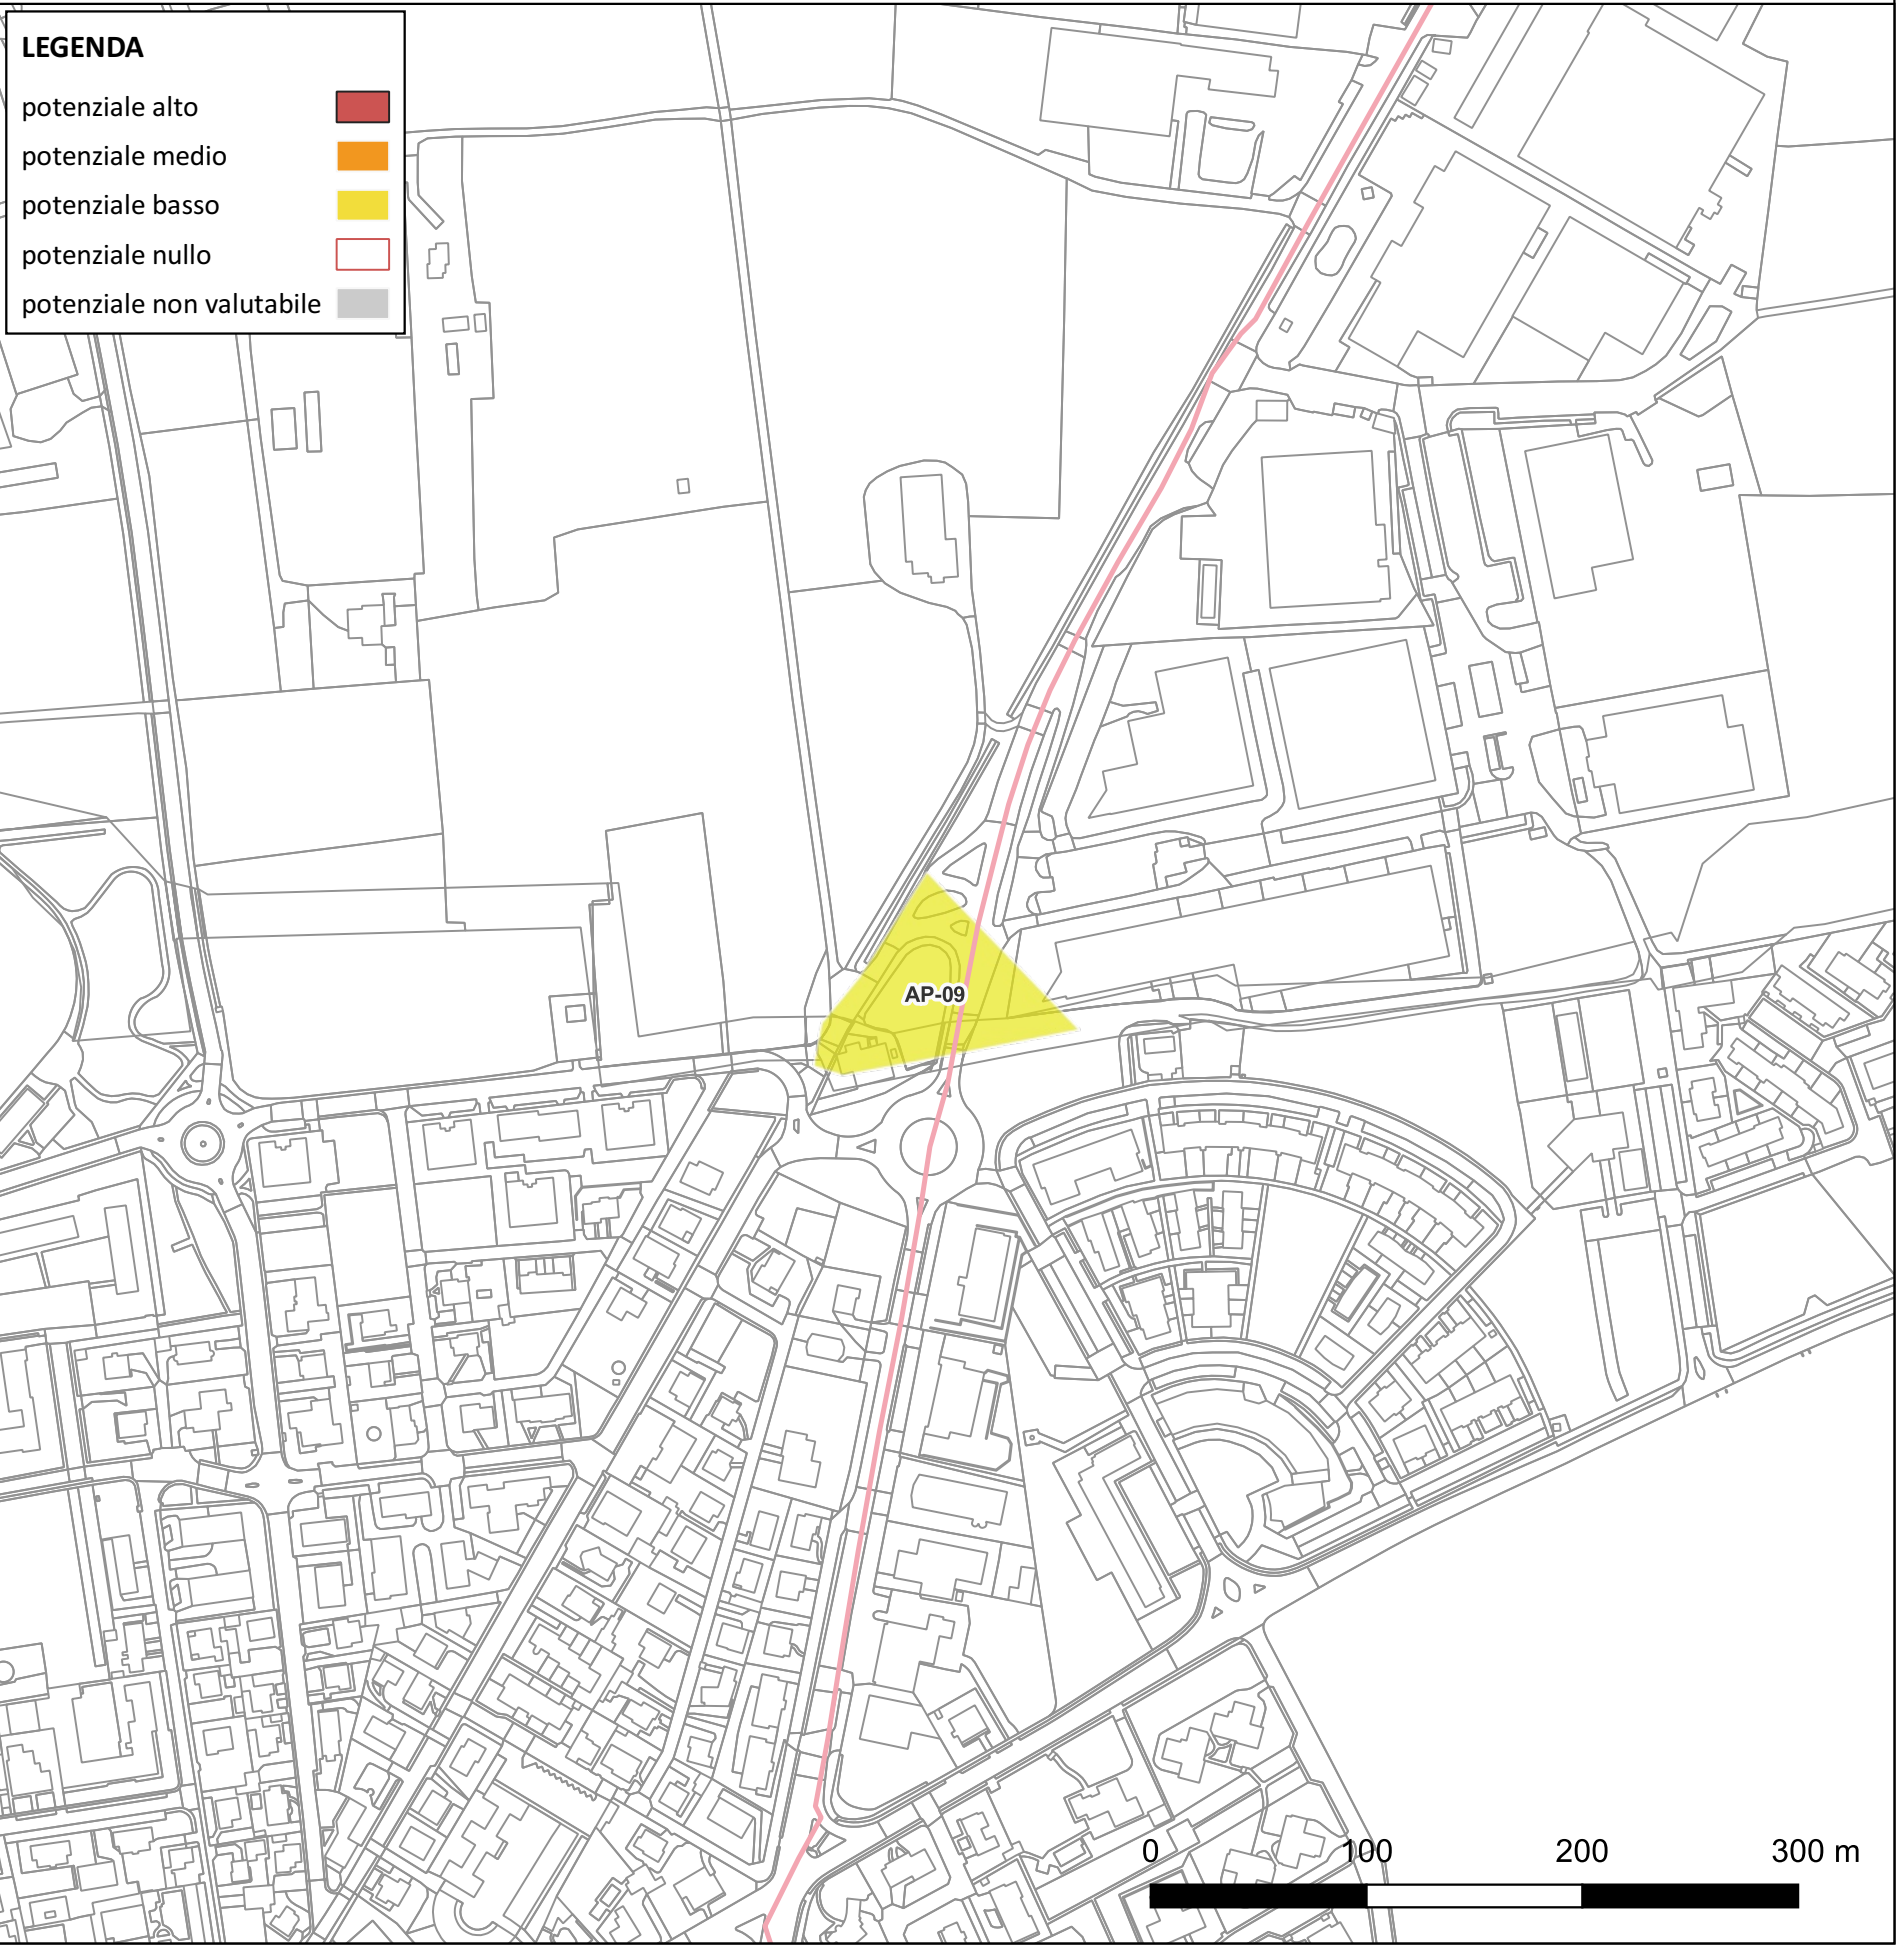 LEGENDA
potenziale alto
potenziale medio
potenziale basso
potenziale nullo
potenziale non valutabile
AP-09
0 100 200 300 m